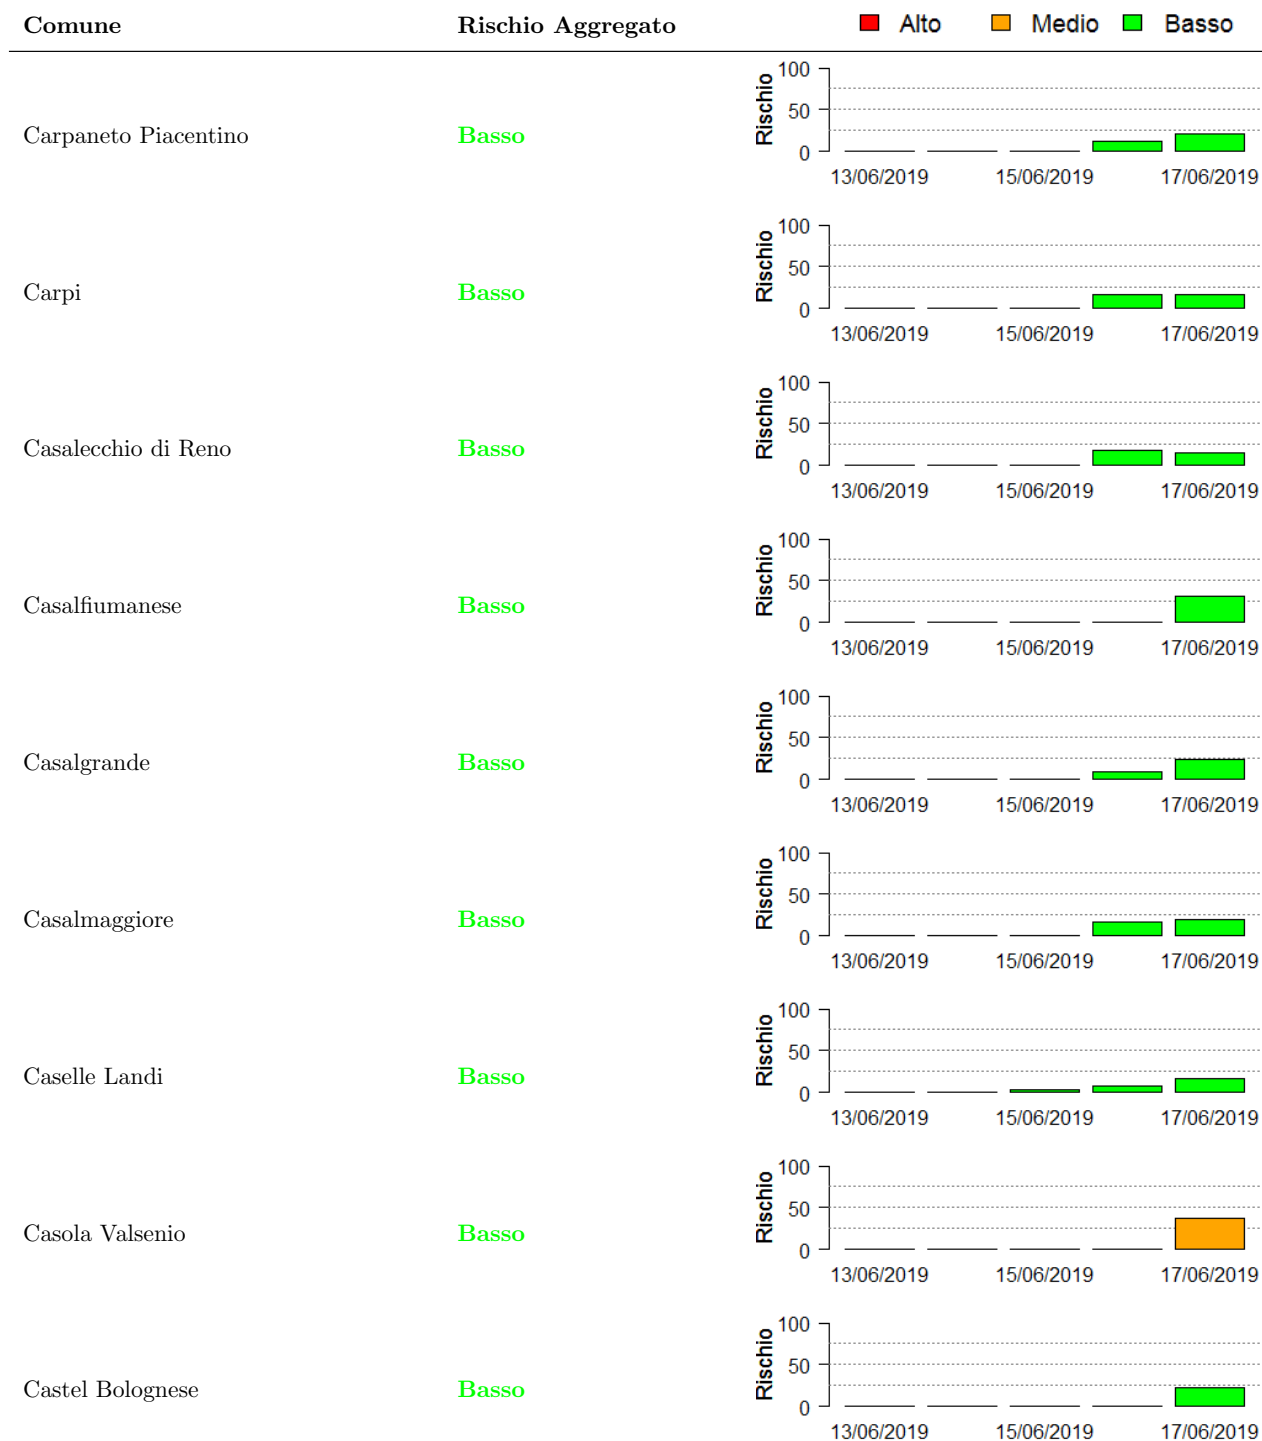 Comune Rischio Aggregato Alto Medio Basso
Carpaneto Piacentino Basso
Rischio
100
50
0
13/06/2019 15/06/2019 17/06/2019
Carpi Basso
Rischio
100
50
0
13/06/2019 15/06/2019 17/06/2019
Casalecchio di Reno Basso
Rischio
100
50
0
13/06/2019 15/06/2019 17/06/2019
Casalfiumanese Basso
Rischio
100
50
0
13/06/2019 15/06/2019 17/06/2019
Casalgrande Basso
Rischio
100
50
0
13/06/2019 15/06/2019 17/06/2019
Casalmaggiore Basso
Rischio
100
50
0
13/06/2019 15/06/2019 17/06/2019
Caselle Landi Basso
Rischio
100
50
0
13/06/2019 15/06/2019 17/06/2019
Casola Valsenio Basso
Rischio
100
50
0
13/06/2019 15/06/2019 17/06/2019
Castel Bolognese Basso
Rischio
100
50
0
13/06/2019 15/06/2019 17/06/2019